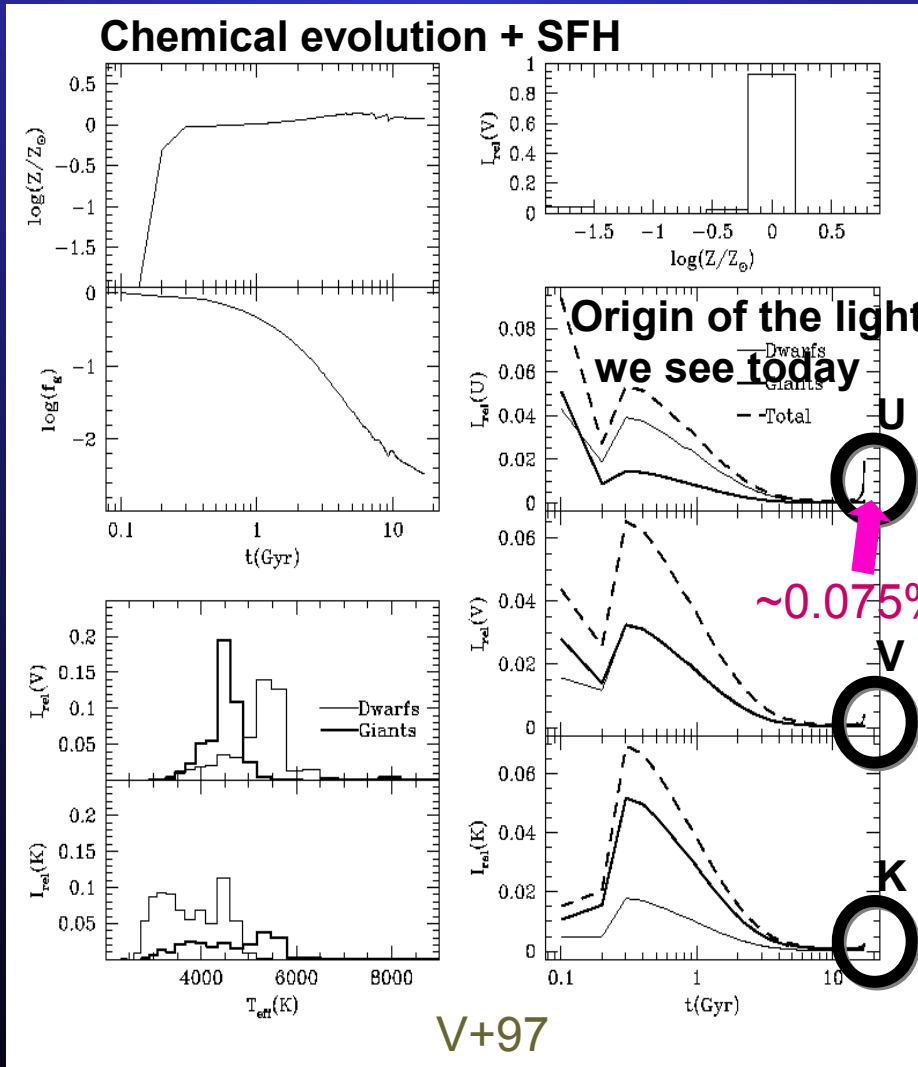 Chemical evolution + SFH
0.5
0
−0.5
−1
−1.5
log(Z/Z⊙)
0
−1
−2
log(f_g)
0.1 1 10
t(Gyr)
1
0.8
0.6
0.4
0.2
0
I_rel(V)
−1.5 −1 −0.5 0 0.5
log(Z/Z⊙)
Origin of the light
we see today
0.08
0.06
0.04
0.02
0
I_rel(U)
Dwarfs
Giants
Total
U
~0.075%
0.06
0.04
0.02
0
I_rel(V)
V
0.06
0.04
0.02
0
I_rel(K)
K
0.1 1 10
t(Gyr)
0.2
0.15
0.1
0.05
I_rel(V)
Dwarfs
Giants
0.2
0.15
0.1
0.05
I_rel(K)
4000 6000 8000
T_eff(K)
V+97